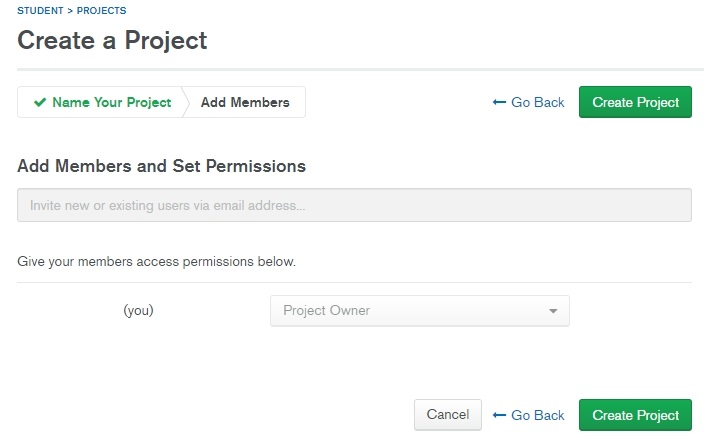 STUDENT > PROJECTS
Create a Project
Name Your Project Add Members Go Back Create Project
Add Members and Set Permissions
Invite new or existing users via email address...
Give your members access permissions below.
(you) Project Owner
Cancel Go Back Create Project